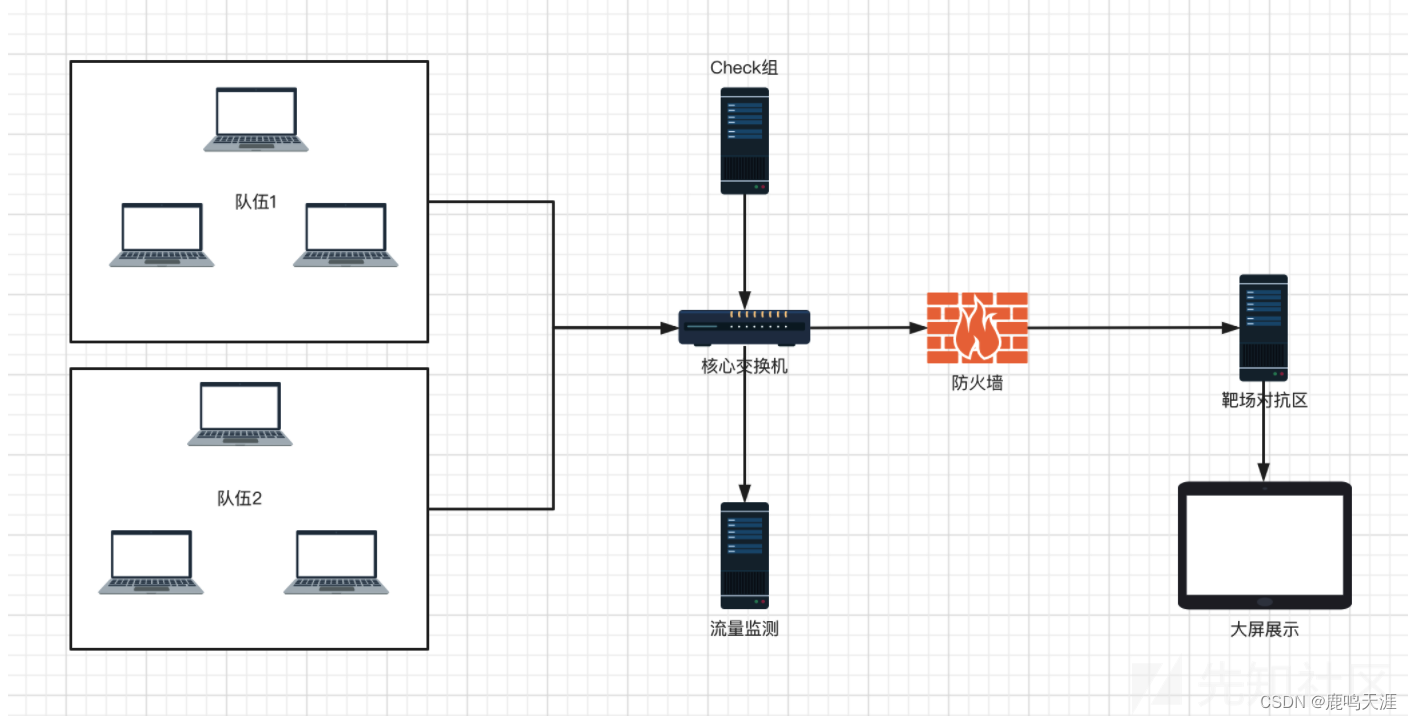 Check组
队伍1
核心交换机
防火墙
靶场对抗区
队伍2
流量监测
大屏展示
先知社区
CSDN @鹿鸣天涯